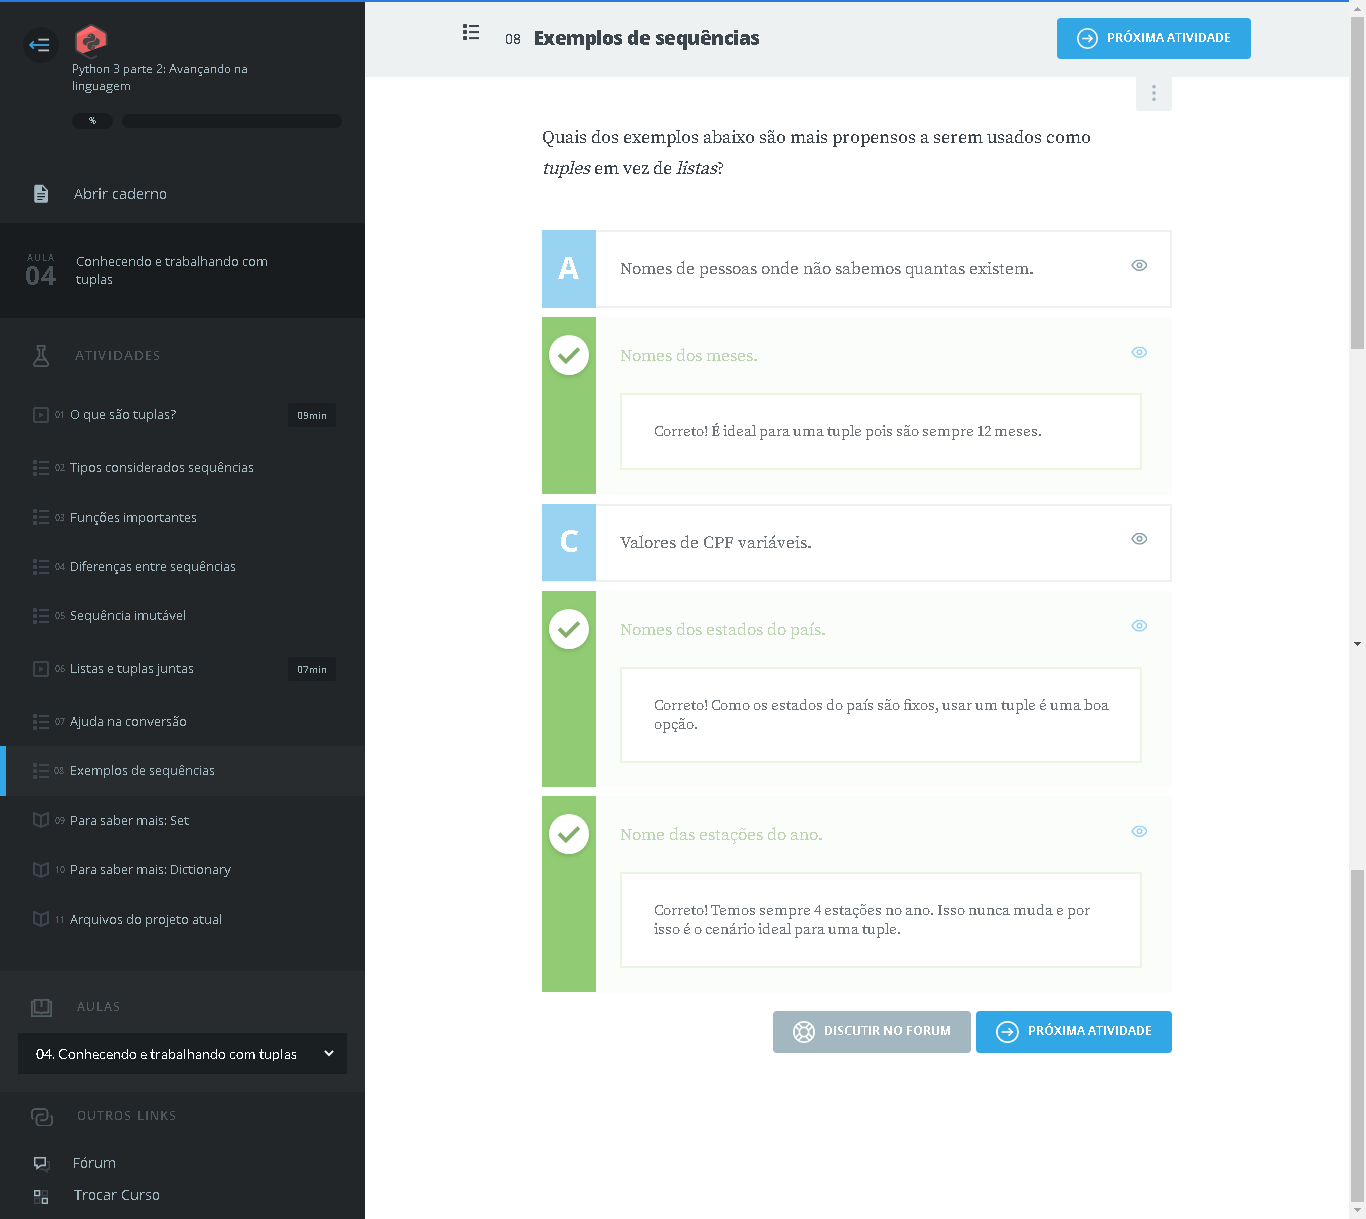 Python 3 parte 2: Avançando na
linguagem
%
Abrir caderno
AULA
04
Conhecendo e trabalhando com
tuplas
ATIVIDADES
01 O que são tuplas? 09min
02 Tipos considerados sequências
03 Funções importantes
04 Diferenças entre sequências
05 Sequência imutável
06 Listas e tuplas juntas 07min
07 Ajuda na conversão
08 Exemplos de sequências
09 Para saber mais: Set
10 Para saber mais: Dictionary
11 Arquivos do projeto atual
AULAS
04. Conhecendo e trabalhando com tuplas
OUTROS LINKS
Fórum
Trocar Curso
08 Exemplos de sequências
PRÓXIMA ATIVIDADE
Quais dos exemplos abaixo são mais propensos a serem usados como
tuples em vez de listas?
A Nomes de pessoas onde não sabemos quantas existem.
Nomes dos meses.
Correto! É ideal para uma tuple pois são sempre 12 meses.
C Valores de CPF variáveis.
Nomes dos estados do país.
Correto! Como os estados do país são fixos, usar um tuple é uma boa
opção.
Nome das estações do ano.
Correto! Temos sempre 4 estações no ano. Isso nunca muda e por
isso é o cenário ideal para uma tuple.
DISCUTIR NO FORUM
PRÓXIMA ATIVIDADE